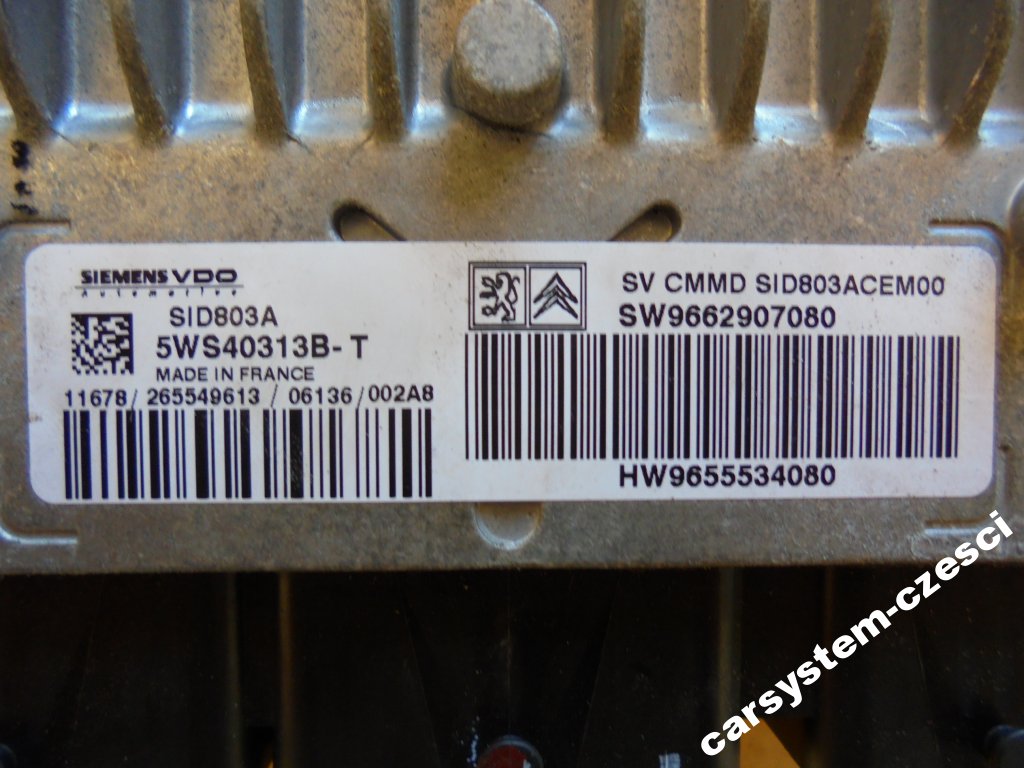 SIEMENS VDO
Automotive
SID803A
5WS40313B-T
MADE IN FRANCE
11678/ 265549613 / 06136/002A8
SV CMMD SID803ACEM00
SW9662907080
HW9655534080
carsystem-czesci